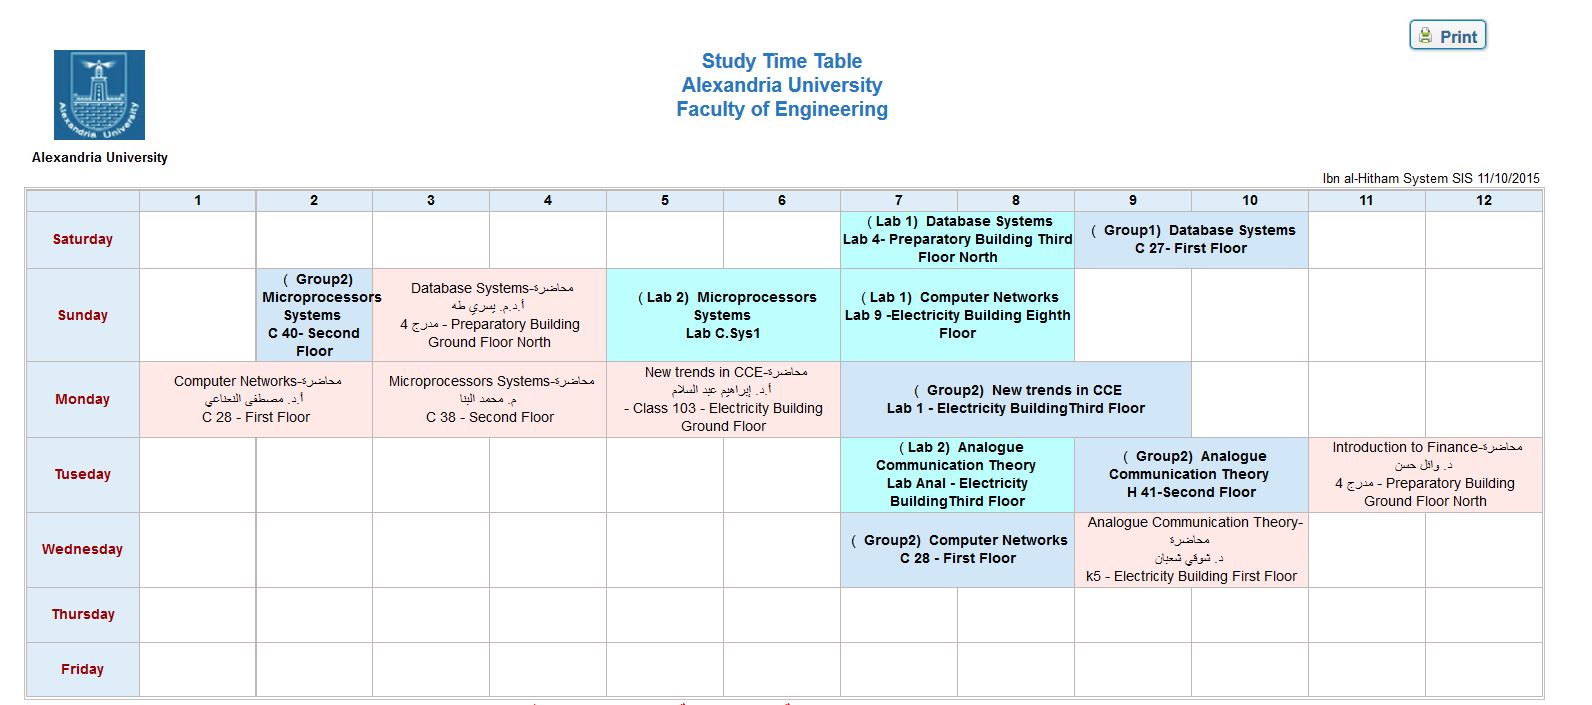 Print
Study Time Table
Alexandria University
Faculty of Engineering
Alexandria University
Alexandria University
Ibn al-Hitham System SIS 11/10/2015
1 2 3 4 5 6 7 8 9 10 11 12
Saturday
( Lab 1) Database Systems
Lab 4- Preparatory Building Third
Floor North
( Group1) Database Systems
C 27- First Floor
Sunday
( Group2)
Microprocessors
Systems
C 40- Second
Floor
Database Systems-محاضرة
أ.د.م. يسري طه
مدرج 4 - Preparatory Building
Ground Floor North
( Lab 2) Microprocessors
Systems
Lab C.Sys1
( Lab 1) Computer Networks
Lab 9 -Electricity Building Eighth
Floor
Monday
Computer Networks-محاضرة
أ.د. مصطفى النعناعي
C 28 - First Floor
Microprocessors Systems-محاضرة
م. محمد البنا
C 38 - Second Floor
New trends in CCE-محاضرة
أ.د. إبراهيم عبد السلام
- Class 103 - Electricity Building
Ground Floor
( Group2) New trends in CCE
Lab 1 - Electricity BuildingThird Floor
Tuseday
( Lab 2) Analogue
Communication Theory
Lab Anal - Electricity
BuildingThird Floor
( Group2) Analogue
Communication Theory
H 41-Second Floor
Introduction to Finance-محاضرة
د. وائل حسن
مدرج 4 - Preparatory Building
Ground Floor North
Wednesday
( Group2) Computer Networks
C 28 - First Floor
Analogue Communication Theory-
محاضرة
د. شوقي شعبان
k5 - Electricity Building First Floor
Thursday
Friday